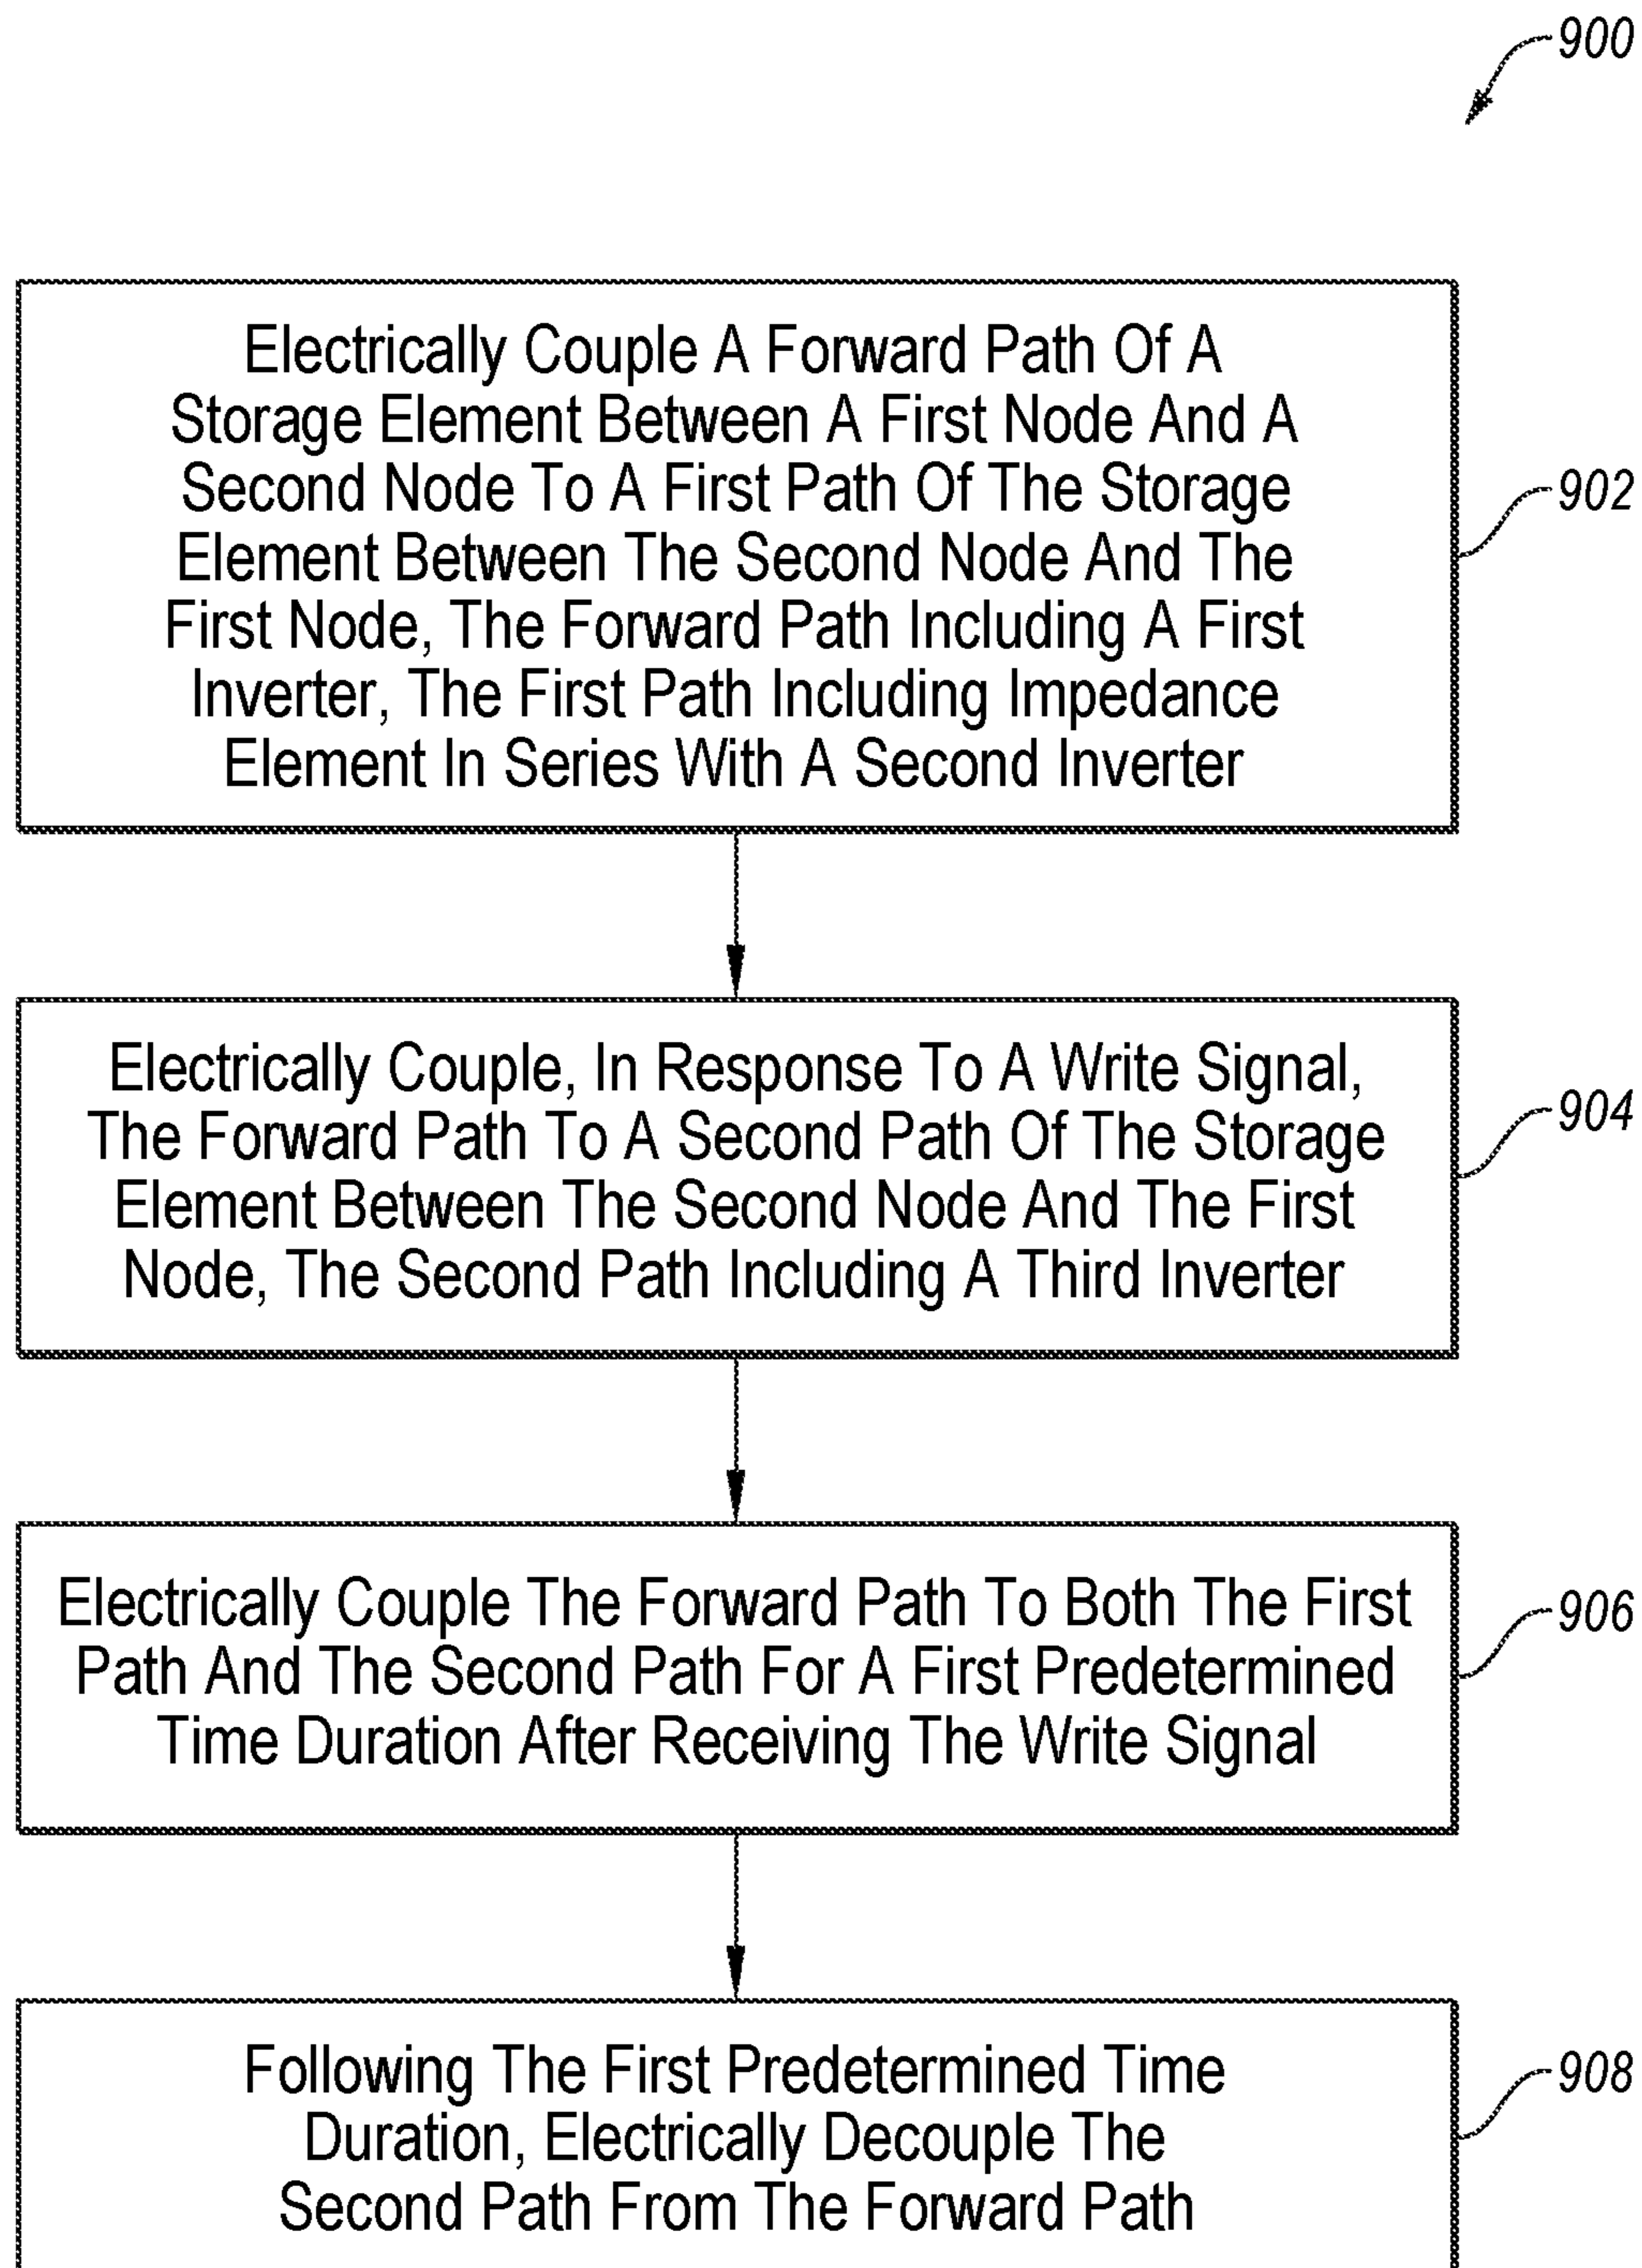 900
Electrically Couple A Forward Path Of A
Storage Element Between A First Node And A
Second Node To A First Path Of The Storage
Element Between The Second Node And The
First Node, The Forward Path Including A First
Inverter, The First Path Including Impedance
Element In Series With A Second Inverter
902
Electrically Couple, In Response To A Write Signal,
The Forward Path To A Second Path Of The Storage
Element Between The Second Node And The First
Node, The Second Path Including A Third Inverter
904
Electrically Couple The Forward Path To Both The First
Path And The Second Path For A First Predetermined
Time Duration After Receiving The Write Signal
906
Following The First Predetermined Time
Duration, Electrically Decouple The
Second Path From The Forward Path
908